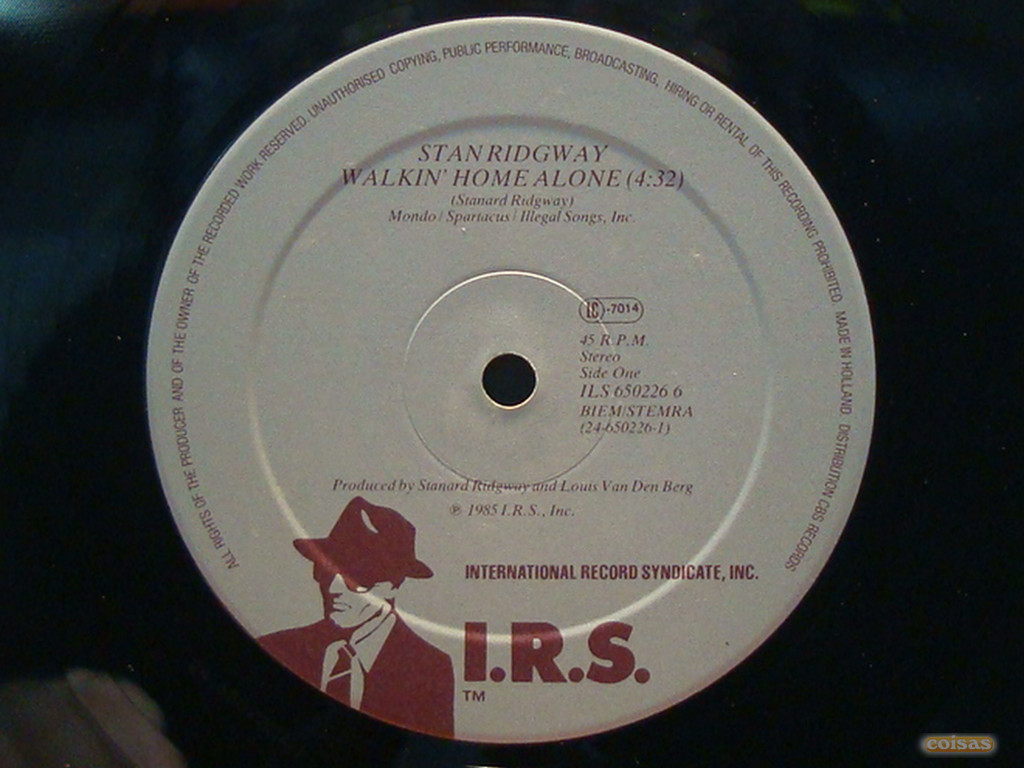 ALL RIGHTS OF THE PRODUCER AND OF THE OWNER OF THE RECORDED WORK RESERVED. UNAUTHORISED COPYING, PUBLIC PERFORMANCE, BROADCASTING, HIRING OR RENTAL OF THIS RECORDING PROHIBITED. MADE IN HOLLAND. DISTRIBUTION CBS RECORDS
STAN RIDGWAY
WALKIN' HOME ALONE (4:32)
(Stanard Ridgway)
Mondo / Spartacus / Illegal Songs, Inc.
LC-7014
45 R.P.M.
Stereo
Side One
ILS 650226 6
BIEM/STEMRA
(24-650226-1)
Produced by Stanard Ridgway and Louis Van Den Berg
℗ 1985 I.R.S., Inc.
INTERNATIONAL RECORD SYNDICATE, INC.
I.R.S.
TM
coisas